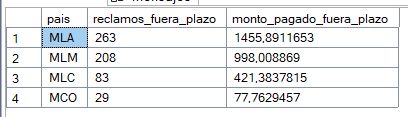 Mensajes
pais reclamos_fuera_plazo monto_pagado_fuera_plazo
1 MLA 263 1455,8911653
2 MLM 208 998,008869
3 MLC 83 421,3837815
4 MCO 29 77,7629457